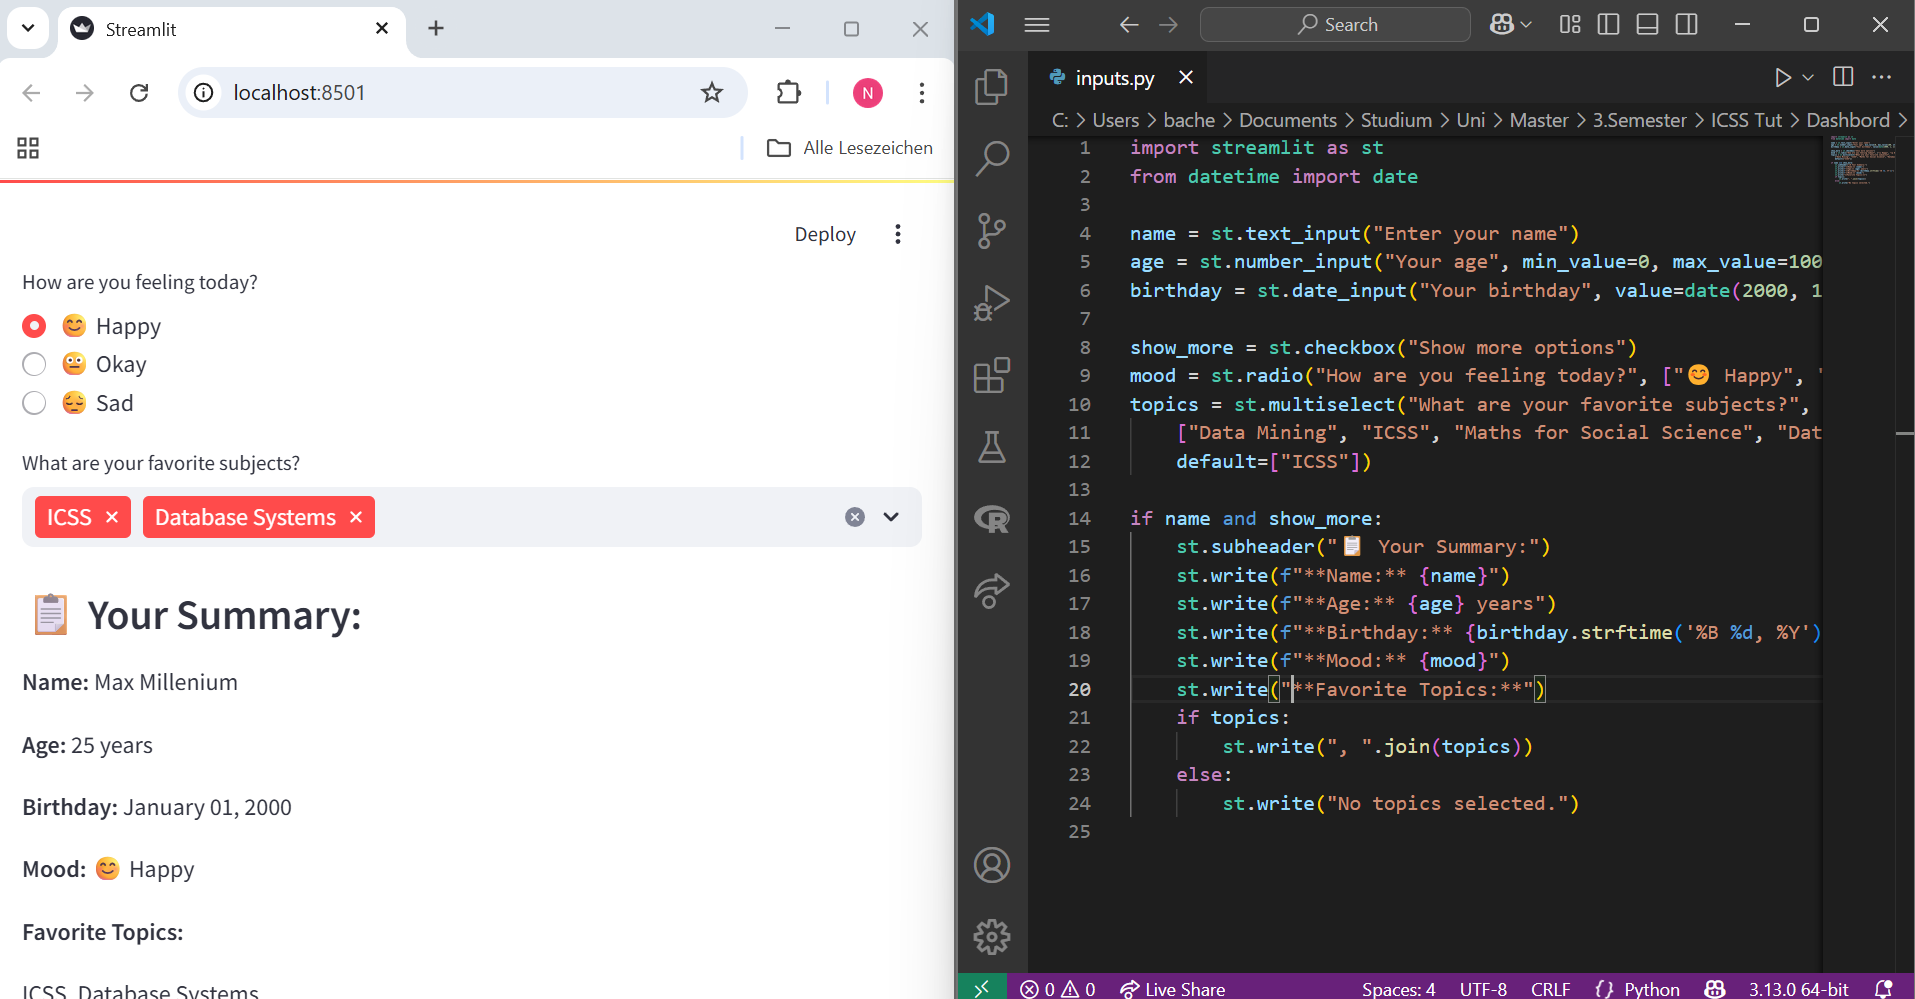 Streamlit
localhost:8501
N
Alle Lesezeichen
Deploy
How are you feeling today?
😊 Happy
😐 Okay
😔 Sad
What are your favorite subjects?
ICSS × Database Systems ×
📋 Your Summary:
Name: Max Millenium
Age: 25 years
Birthday: January 01, 2000
Mood: 😊 Happy
Favorite Topics:
ICSS, Database Systems
Search
inputs.py
C: > Users > bache > Documents > Studium > Uni > Master > 3.Semester > ICSS Tut > Dashbord >
1 import streamlit as st
2 from datetime import date
3
4 name = st.text_input("Enter your name")
5 age = st.number_input("Your age", min_value=0, max_value=100
6 birthday = st.date_input("Your birthday", value=date(2000, 1
7
8 show_more = st.checkbox("Show more options")
9 mood = st.radio("How are you feeling today?", ["😊 Happy", "
10 topics = st.multiselect("What are your favorite subjects?",
11     ["Data Mining", "ICSS", "Maths for Social Science", "Dat
12     default=["ICSS"])
13
14 if name and show_more:
15     st.subheader("📋 Your Summary:")
16     st.write(f"**Name:** {name}")
17     st.write(f"**Age:** {age} years")
18     st.write(f"**Birthday:** {birthday.strftime('%B %d, %Y')
19     st.write(f"**Mood:** {mood}")
20     st.write("**Favorite Topics:**")
21     if topics:
22         st.write(", ".join(topics))
23     else:
24         st.write("No topics selected.")
25
0 0 Live Share Spaces: 4 UTF-8 CRLF {} Python 3.13.0 64-bit